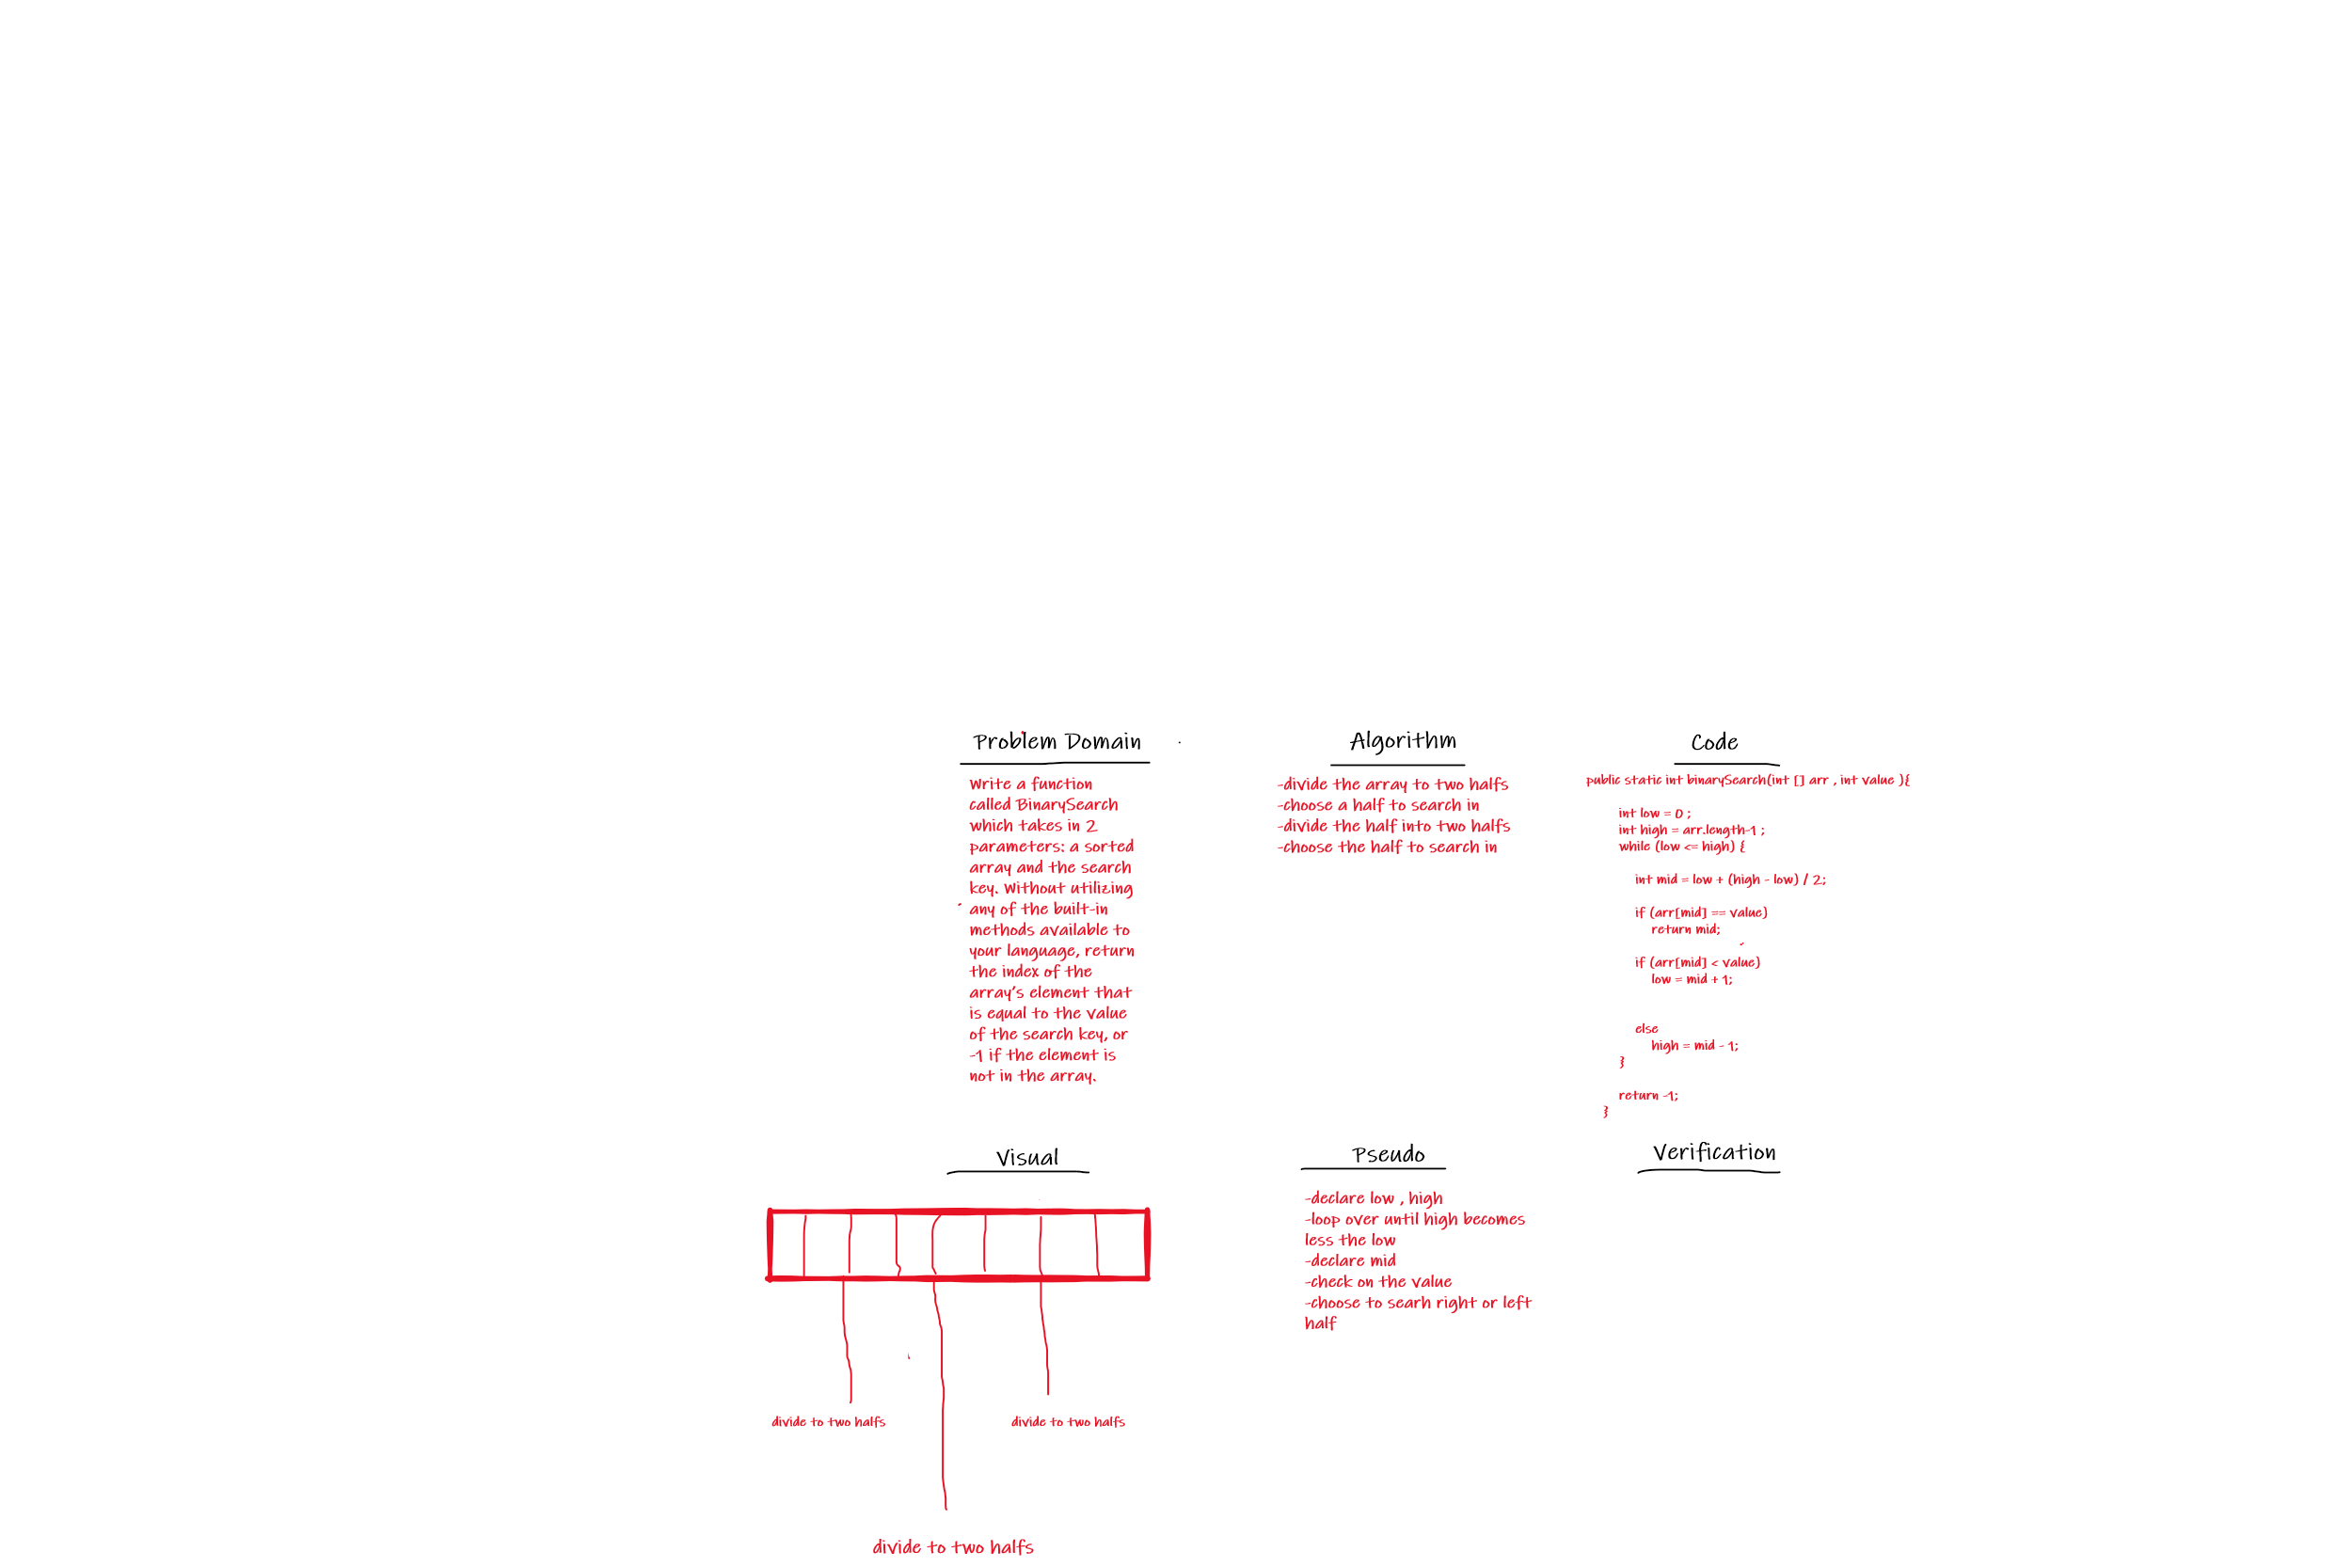 Problem Domain
Write a function
called BinarySearch
which takes in 2
parameters: a sorted
array and the search
key. Without utilizing
any of the built-in
methods available to
your language, return
the index of the
array's element that
is equal to the value
of the search key, or
-1 if the element is
not in the array.
Algorithm
-divide the array to two halfs
-choose a half to search in
-divide the half into two halfs
-choose the half to search in
Code
public static int binarySearch(int [] arr , int value ){
int low = 0 ;
int high = arr.length-1 ;
while (low <= high) {
int mid = low + (high - low) / 2;
if (arr[mid] == value)
return mid;
if (arr[mid] < value)
low = mid + 1;
else
high = mid - 1;
}
return -1;
}
Visual
divide to two halfs
divide to two halfs
divide to two halfs
Pseudo
-declare low , high
-loop over until high becomes
less the low
-declare mid
-check on the value
-choose to searh right or left
half
Verification